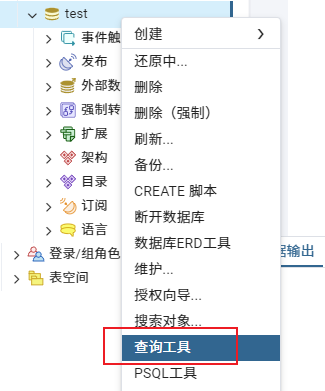 test
事件触
发布
外部数
强制转
扩展
架构
目录
订阅
语言
登录/组角色
表空间
创建
还原中...
删除
删除（强制）
刷新...
备份...
CREATE 脚本
断开数据库
数据库ERD工具
维护...
授权向导...
搜索对象...
查询工具
PSQL工具
据输出